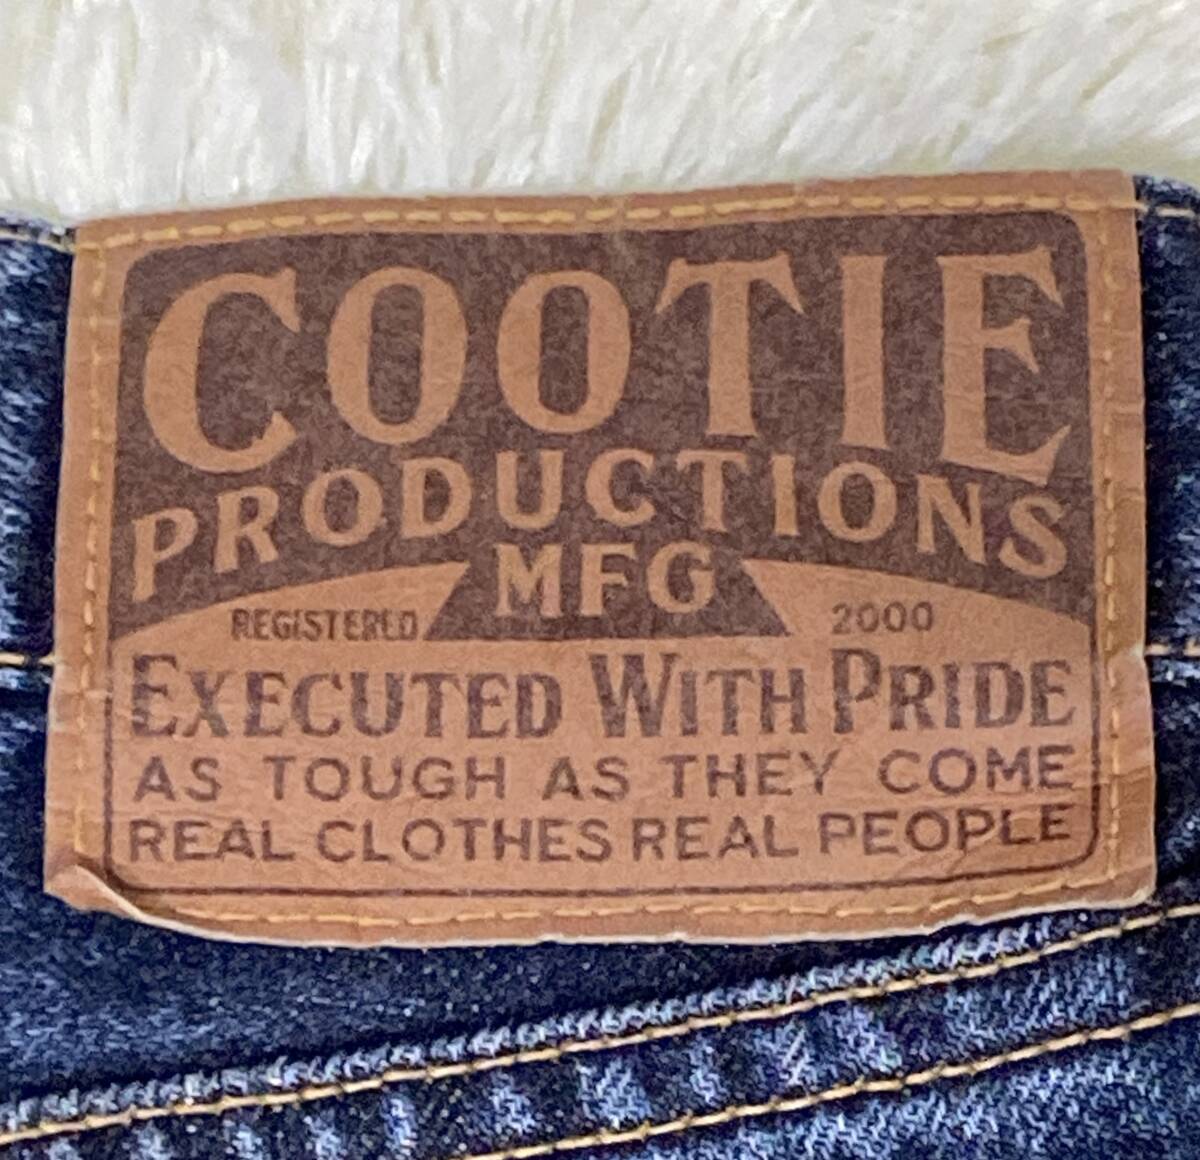 COOTIE
PRODUCTIONS
MFG
REGISTERED 2000
EXECUTED WITH PRIDE
AS TOUGH AS THEY COME
REAL CLOTHES REAL PEOPLE